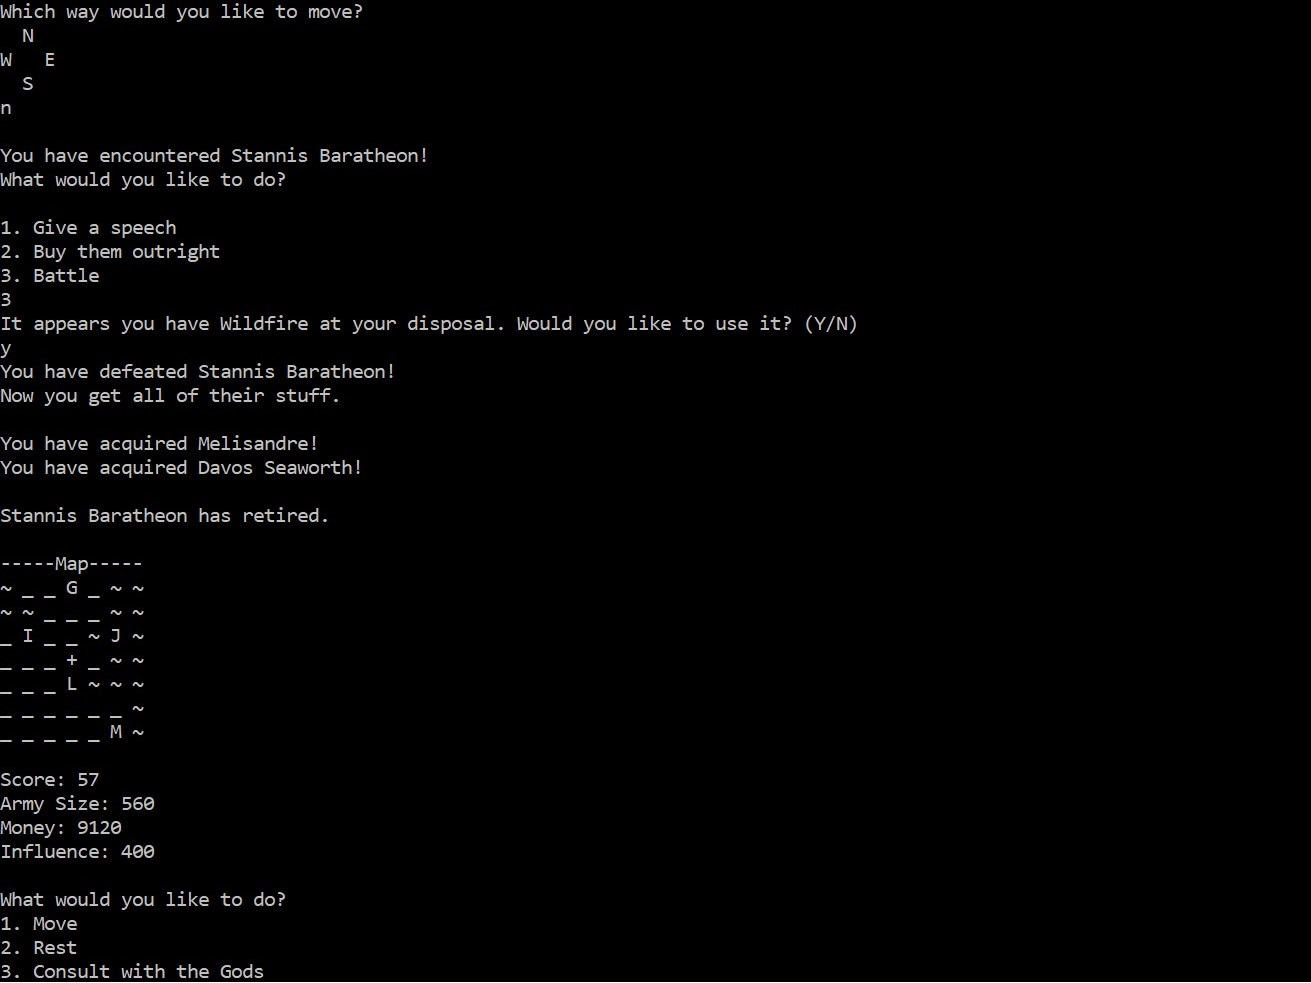 Which way would you like to move?
  N
W   E
  S
n

You have encountered Stannis Baratheon!
What would you like to do?

1. Give a speech
2. Buy them outright
3. Battle
3
It appears you have Wildfire at your disposal. Would you like to use it? (Y/N)
y
You have defeated Stannis Baratheon!
Now you get all of their stuff.

You have acquired Melisandre!
You have acquired Davos Seaworth!

Stannis Baratheon has retired.

-----Map-----
~ _ _ G _ ~ ~
~ ~ _ _ _ ~ ~
_ I _ _ ~ J ~
_ _ _ + _ ~ ~
_ _ _ L ~ ~ ~
_ _ _ _ _ _ ~
_ _ _ _ _ M ~

Score: 57
Army Size: 560
Money: 9120
Influence: 400

What would you like to do?
1. Move
2. Rest
3. Consult with the Gods